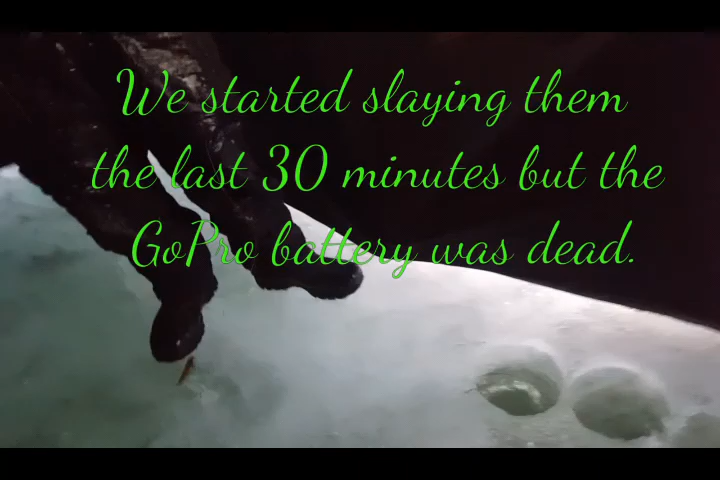 We started slaying them
the last 30 minutes but the
GoPro battery was dead.